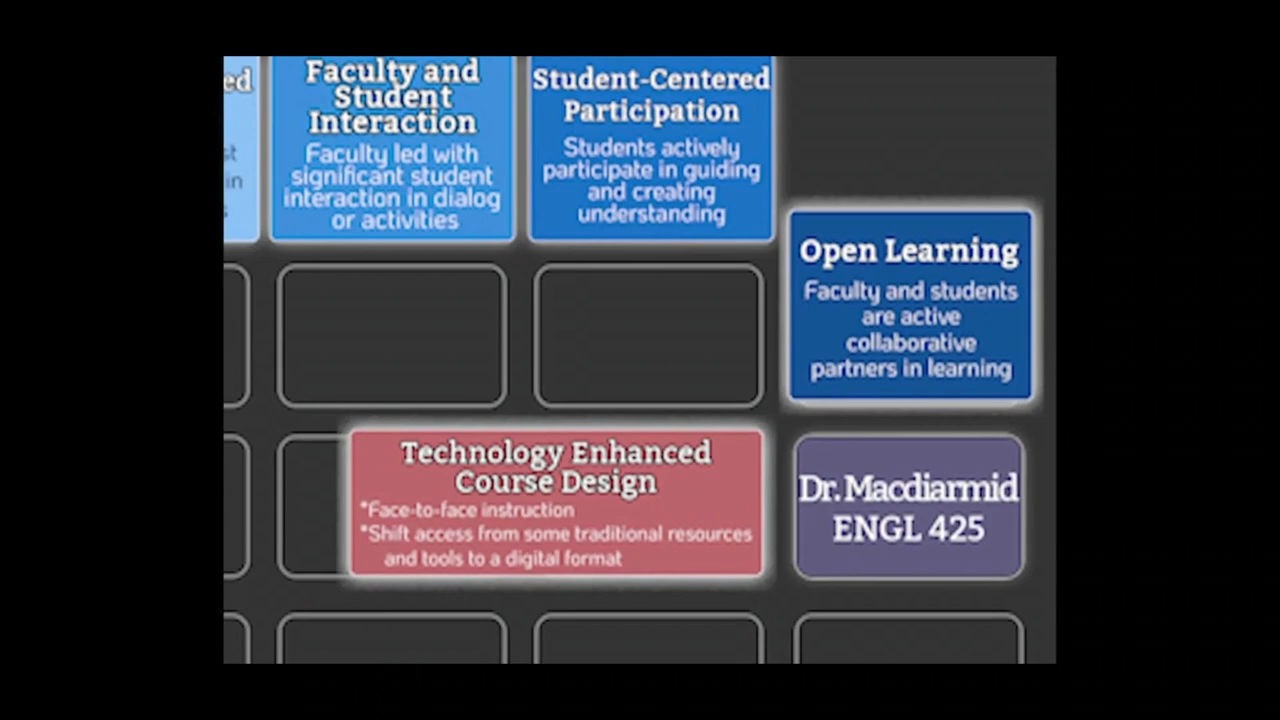 ed
st
in
s
Faculty and
Student
Interaction
Faculty led with
significant student
interaction in dialog
or activities
Student-Centered
Participation
Students actively
participate in guiding
and creating
understanding
Open Learning
Faculty and students
are active
collaborative
partners in learning
Technology Enhanced
Course Design
*Face-to-face instruction
*Shift access from some traditional resources
and tools to a digital format
Dr. Macdiarmid
ENGL 425